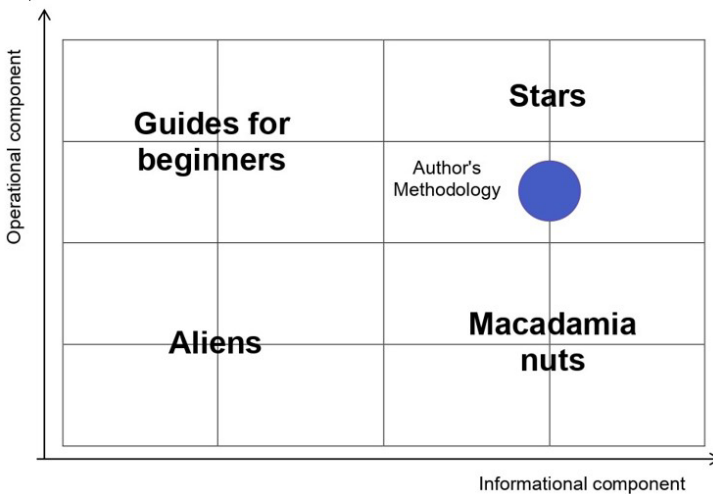 Operational component
Stars
Guides for
beginners
Author's
Methodology
Aliens
Macadamia
nuts
Informational component